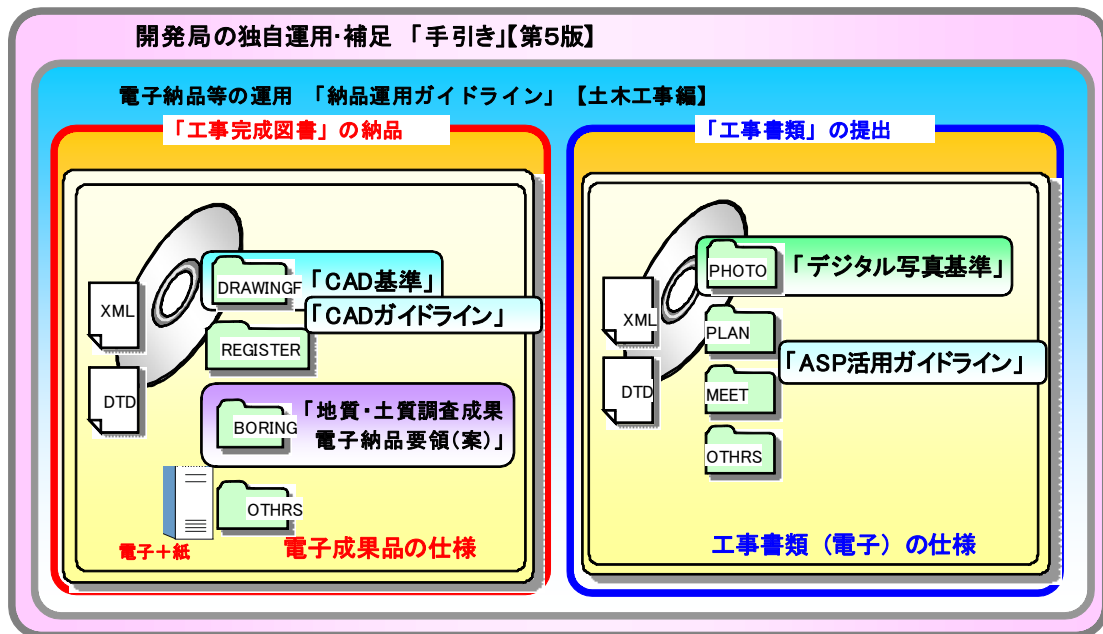 開発局の独自運用・補足 「手引き」【第5版】
電子納品等の運用 「納品運用ガイドライン」 【土木工事編】
「工事完成図書」の納品
XML
DTD
DRAWINGF
「CAD基準」
「CADガイドライン」
REGISTER
BORING
「地質・土質調査成果
電子納品要領(案)」
OTHRS
電子+紙
電子成果品の仕様
「工事書類」の提出
XML
DTD
PHOTO
「デジタル写真基準」
PLAN
「ASP活用ガイドライン」
MEET
OTHRS
工事書類（電子）の仕様